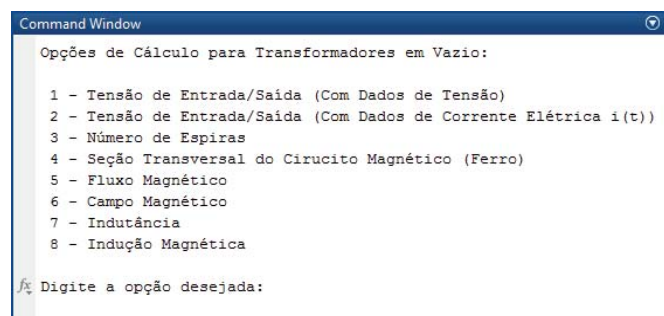 Command Window
Opções de Cálculo para Transformadores em Vazio:
1 - Tensão de Entrada/Saída (Com Dados de Tensão)
2 - Tensão de Entrada/Saída (Com Dados de Corrente Elétrica i(t))
3 - Número de Espiras
4 - Seção Transversal do Cirucito Magnético (Ferro)
5 - Fluxo Magnético
6 - Campo Magnético
7 - Indutância
8 - Indução Magnética
fx Digite a opção desejada: